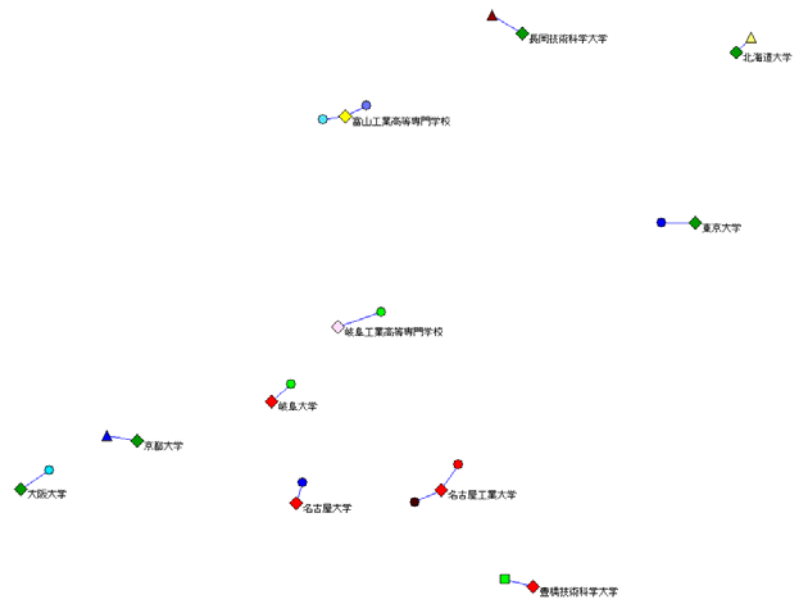 長岡技術科学大学
北海道大学
富山工業高等専門学校
東京大学
岐阜工業高等専門学校
岐阜大学
京都大学
大阪大学
名古屋工業大学
名古屋大学
豊橋技術科学大学